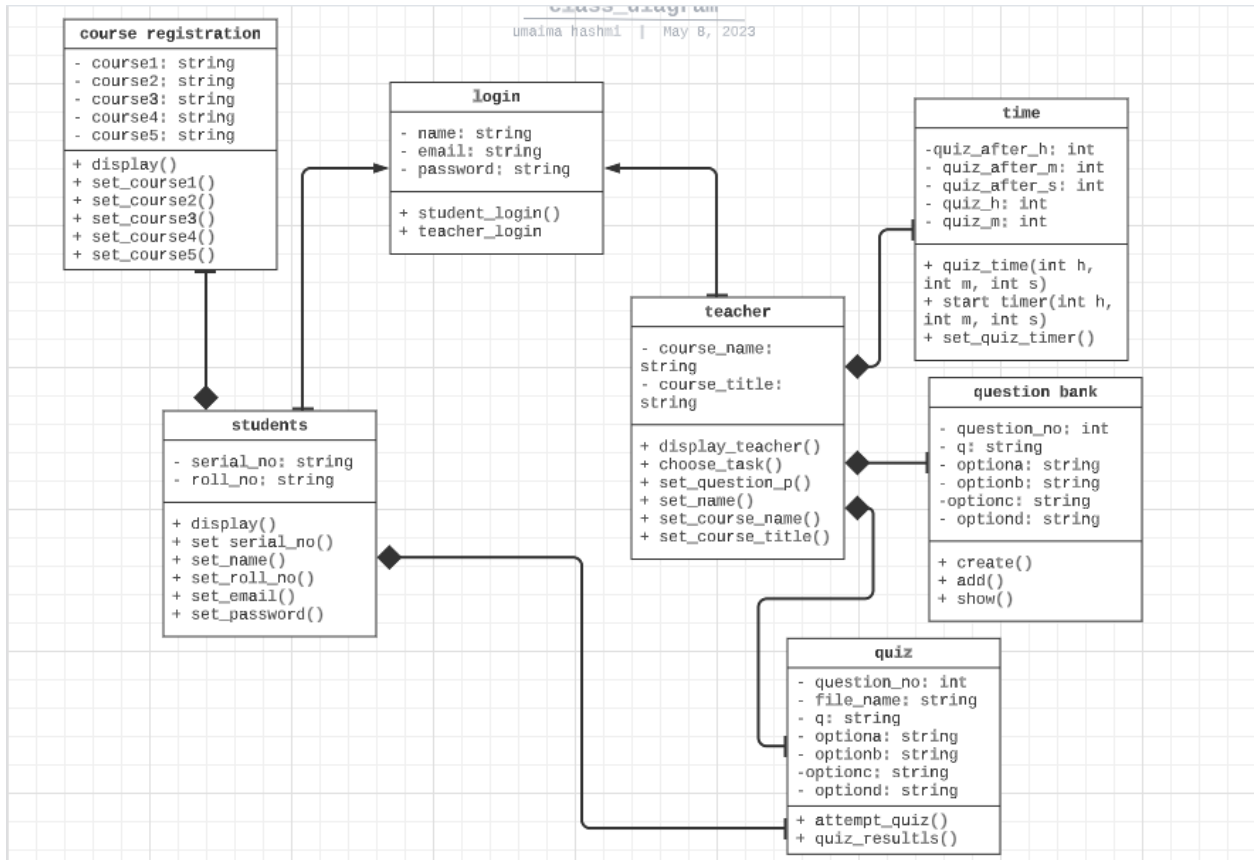 class_diagram
umaima hashmi | May 8, 2023
course registration
- course1: string
- course2: string
- course3: string
- course4: string
- course5: string
+ display()
+ set_course1()
+ set_course2()
+ set_course3()
+ set_course4()
+ set_course5()
login
- name: string
- email: string
- password: string
+ student_login()
+ teacher_login
time
-quiz_after_h: int
- quiz_after_m: int
- quiz_after_s: int
- quiz_h: int
- quiz_m: int
+ quiz_time(int h,
int m, int s)
+ start timer(int h,
int m, int s)
+ set_quiz_timer()
teacher
- course_name:
string
- course_title:
string
+ display_teacher()
+ choose_task()
+ set_question_p()
+ set_name()
+ set_course_name()
+ set_course_title()
question bank
- question_no: int
- q: string
- optiona: string
- optionb: string
-optionc: string
- optiond: string
+ create()
+ add()
+ show()
students
- serial_no: string
- roll_no: string
+ display()
+ set serial_no()
+ set_name()
+ set_roll_no()
+ set_email()
+ set_password()
quiz
- question_no: int
- file_name: string
- q: string
- optiona: string
- optionb: string
-optionc: string
- optiond: string
+ attempt_quiz()
+ quiz_resultls()